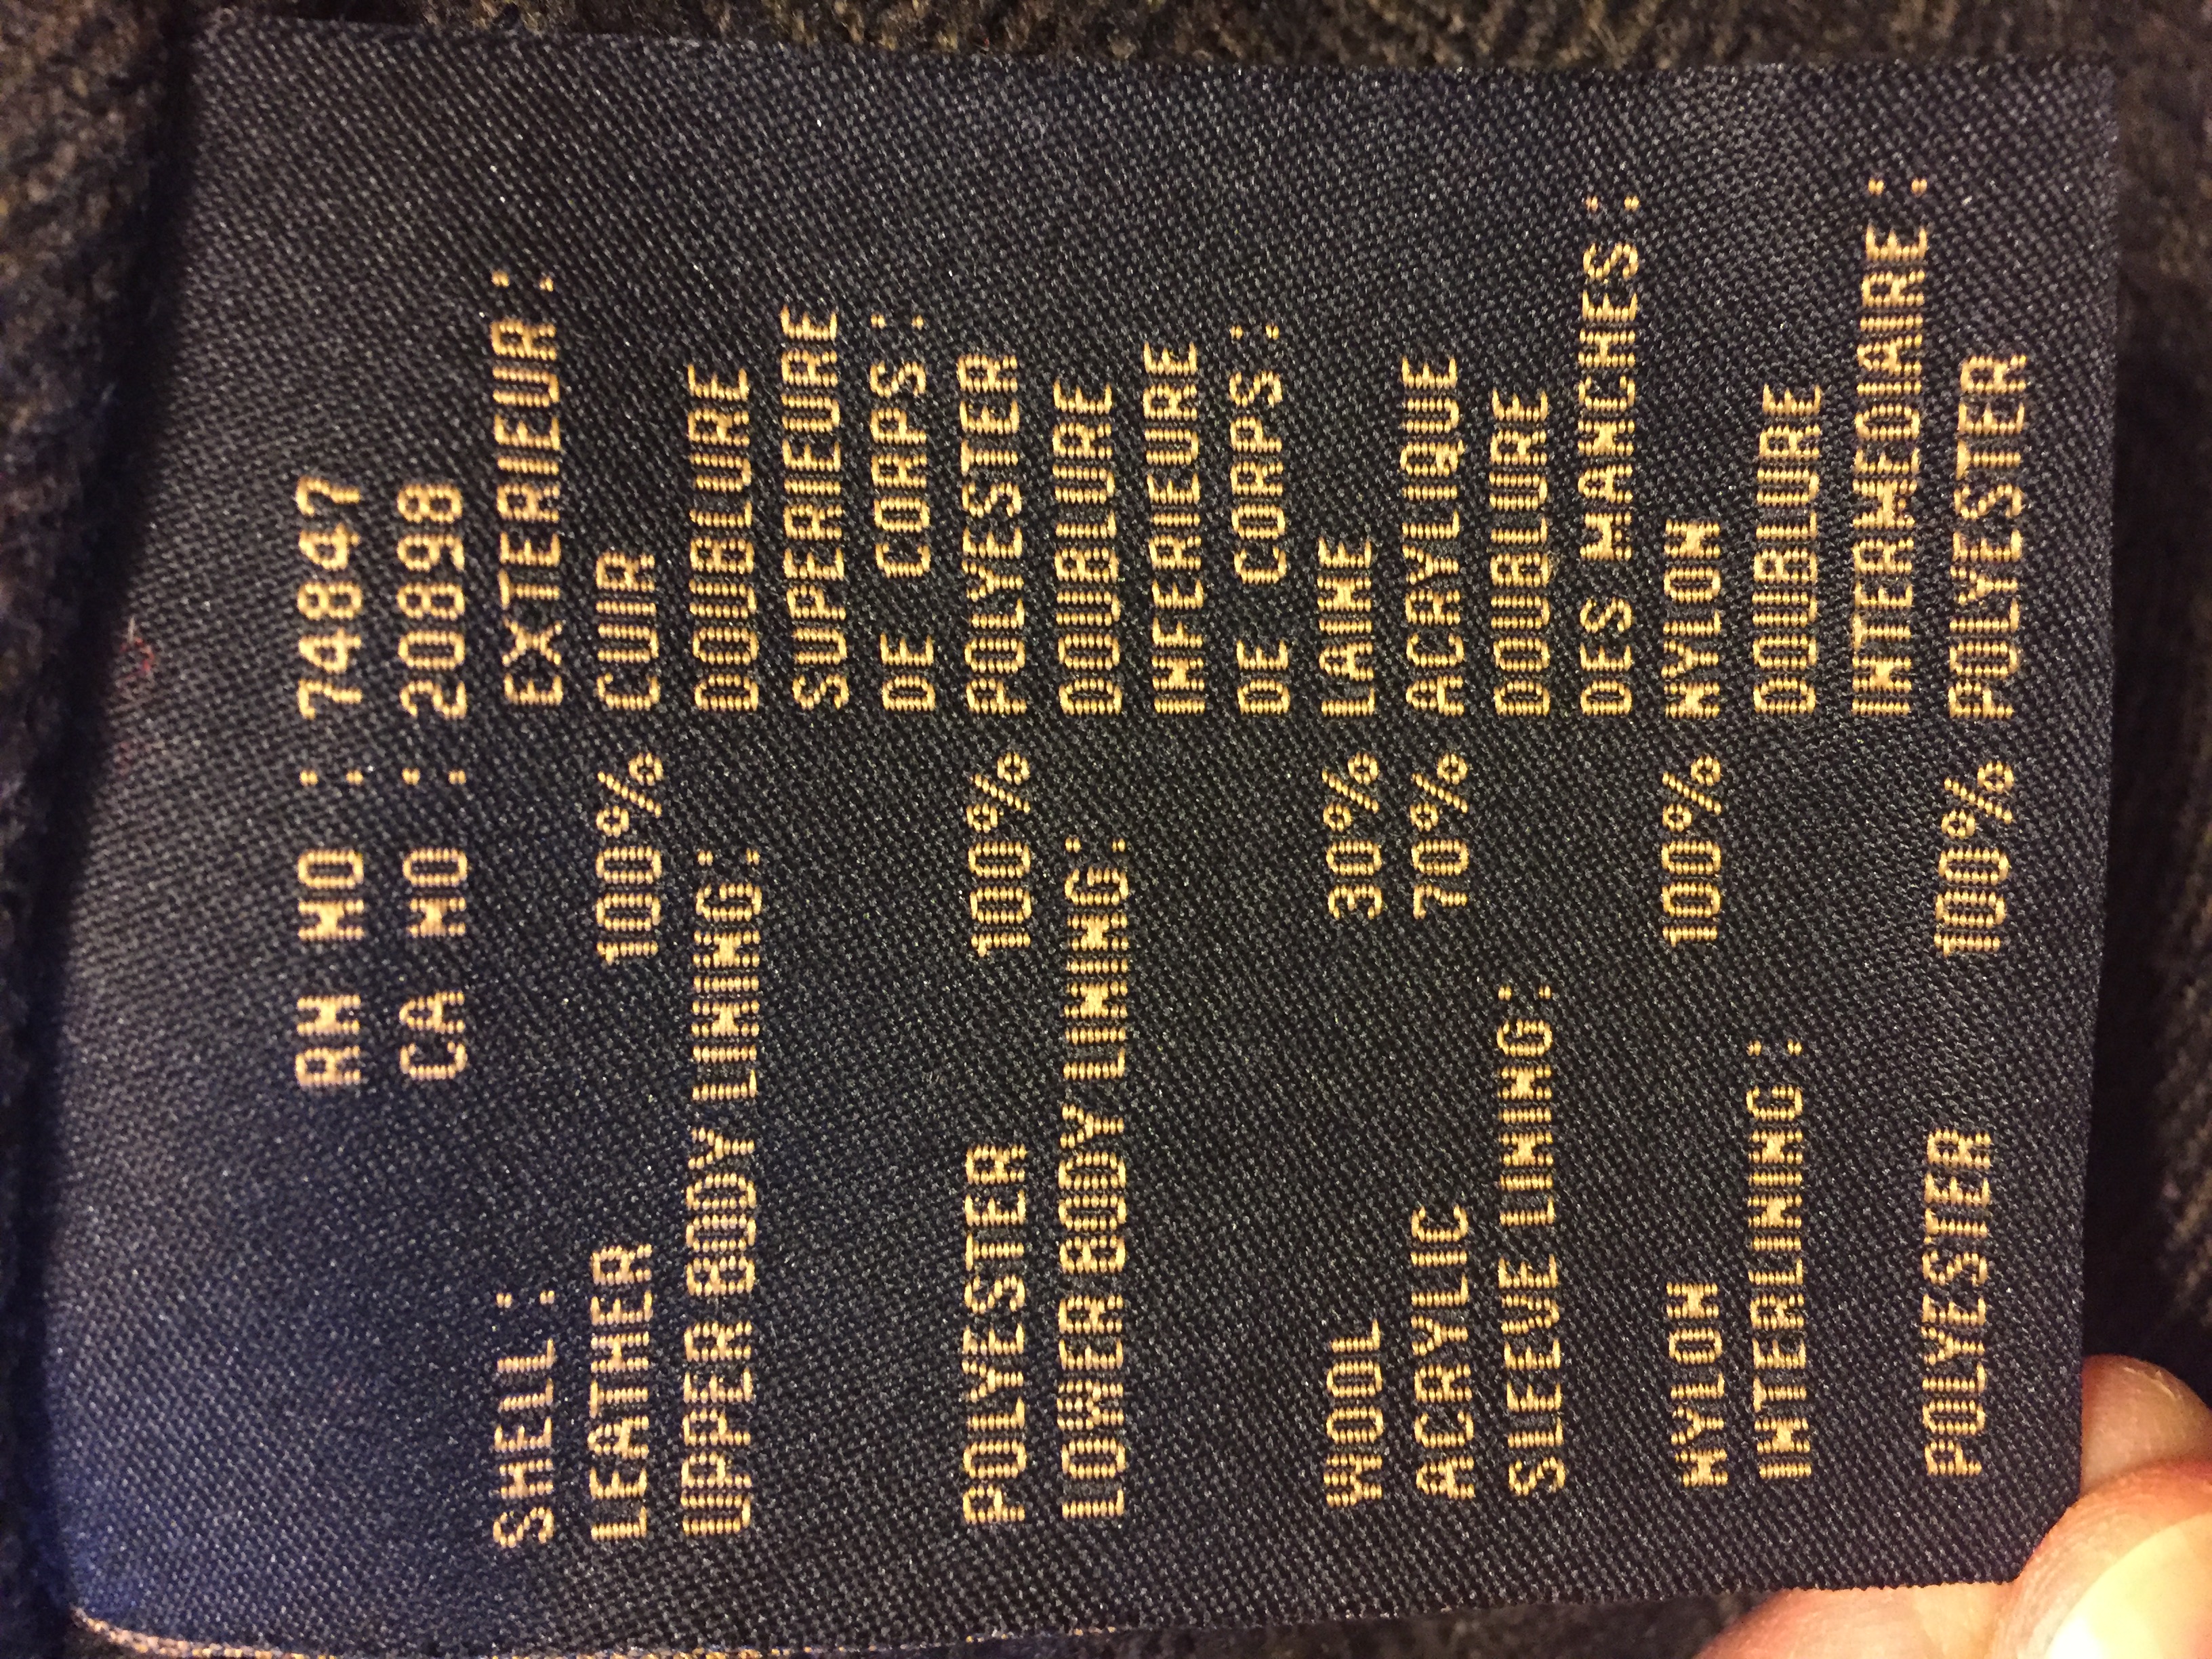 RN NO : 74847
CA NO : 20898
SHELL: EXTERIEUR:
LEATHER 100% CUIR
UPPER BODY LINING: DOUBLURE
SUPERIEURE
DE CORPS:
POLYESTER 100% POLYESTER
LOWER BODY LINING: DOUBLURE
INFERIEURE
DE CORPS:
WOOL 30% LAINE
ACRYLIC 70% ACRYLIQUE
SLEEVE LINING: DOUBLURE
DES MANCHES:
NYLON 100% NYLON
INTERLINING: DOUBLURE
INTERMEDIAIRE:
POLYESTER 100% POLYESTER